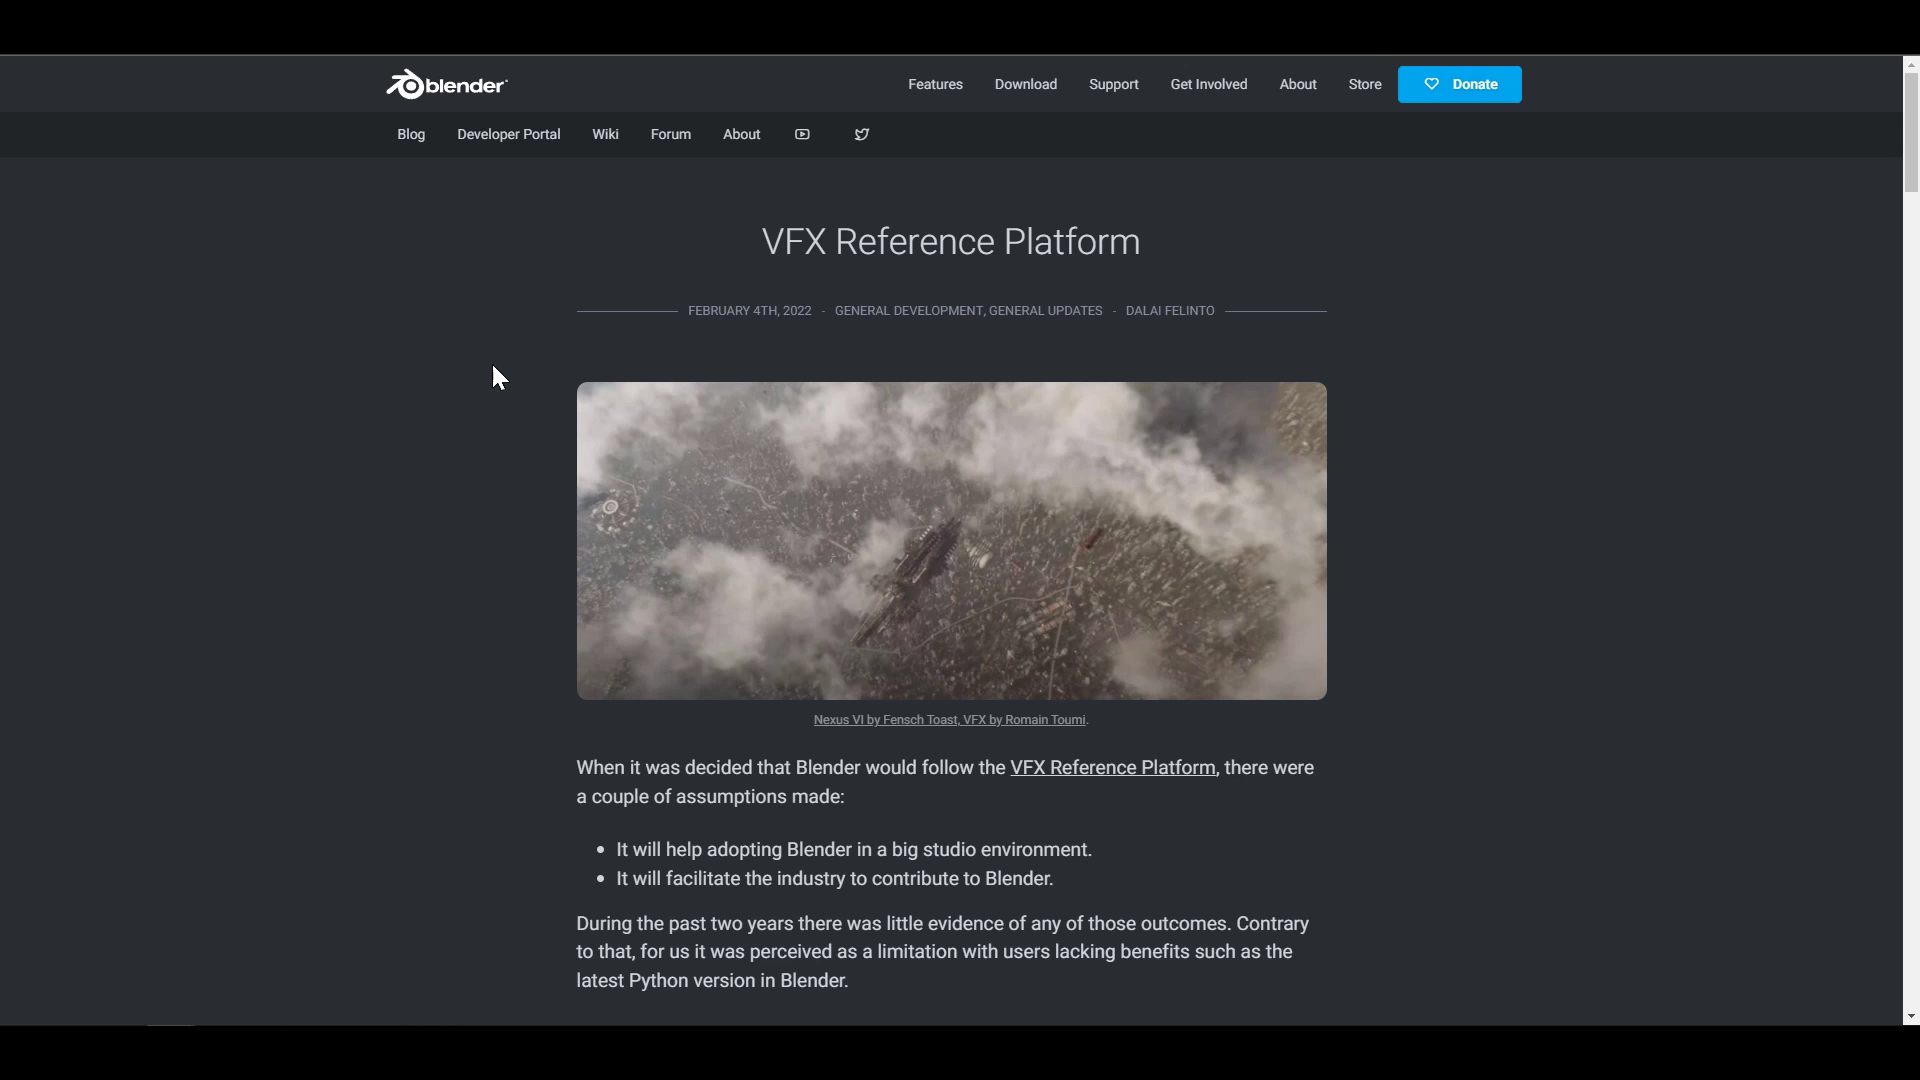 blender
Features Download Support Get Involved About Store Donate
Blog Developer Portal Wiki Forum About
VFX Reference Platform
FEBRUARY 4TH, 2022 - GENERAL DEVELOPMENT, GENERAL UPDATES - DALAI FELINTO
Nexus VI by Fensch Toast, VFX by Romain Toumi.
When it was decided that Blender would follow the VFX Reference Platform, there were
a couple of assumptions made:
• It will help adopting Blender in a big studio environment.
• It will facilitate the industry to contribute to Blender.
During the past two years there was little evidence of any of those outcomes. Contrary
to that, for us it was perceived as a limitation with users lacking benefits such as the
latest Python version in Blender.